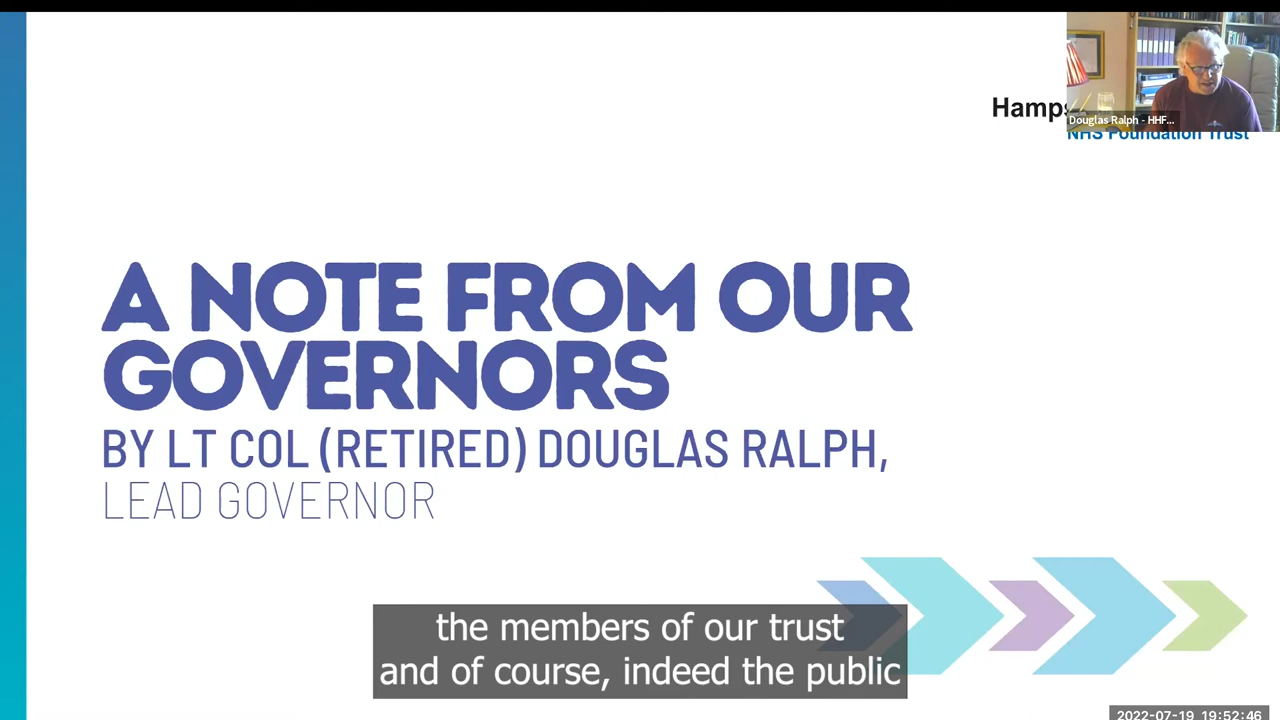 Hamps
Douglas Ralph - HHF...
NHS Foundation Trust
A NOTE FROM OUR
GOVERNORS
BY LT COL (RETIRED) DOUGLAS RALPH,
LEAD GOVERNOR
the members of our trust
and of course, indeed the public
2022-07-19 19:52:46